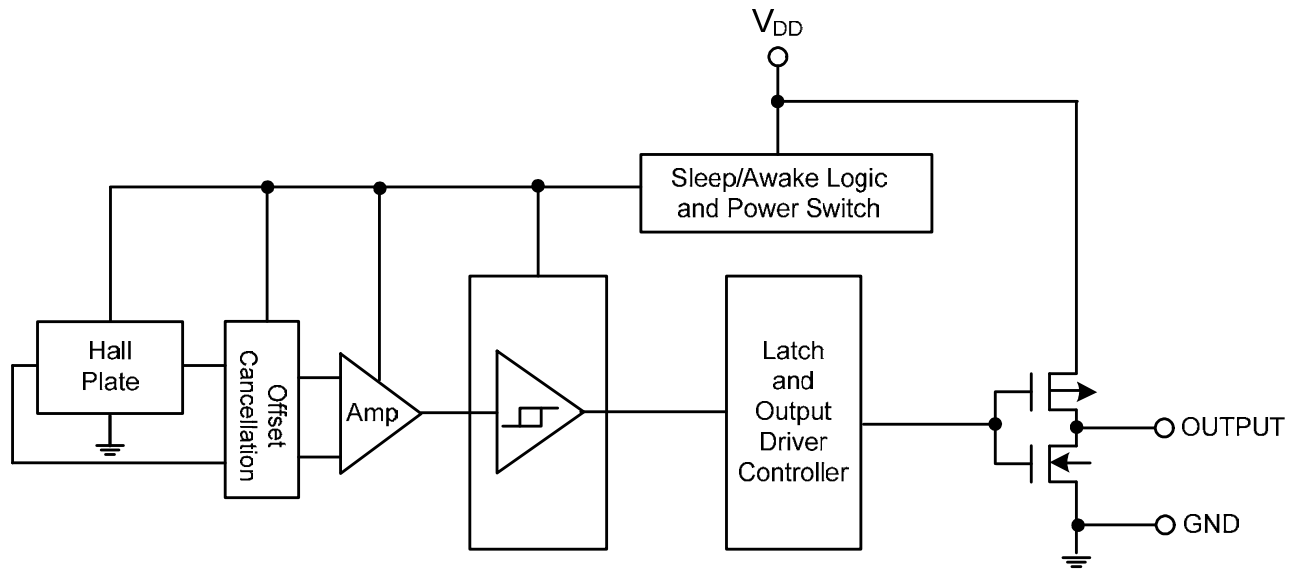 VDD
Sleep/Awake Logic
and Power Switch
Hall
Plate
Offset
Cancellation
Amp
Latch
and
Output
Driver
Controller
OUTPUT
GND